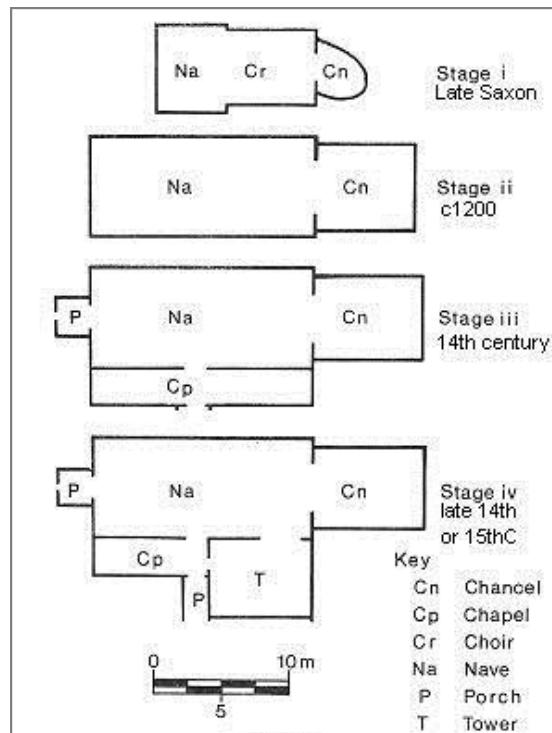 Na Cr Cn Stage i
Late Saxon
Na Cn Stage ii
c1200
P Na Cn Stage iii
14th century
Cp
P Na Cn Stage iv
late 14th
or 15thC
Cp
P T
Key
Cn Chancel
Cp Chapel
Cr Choir
Na Nave
P Porch
T Tower
0 10m
5